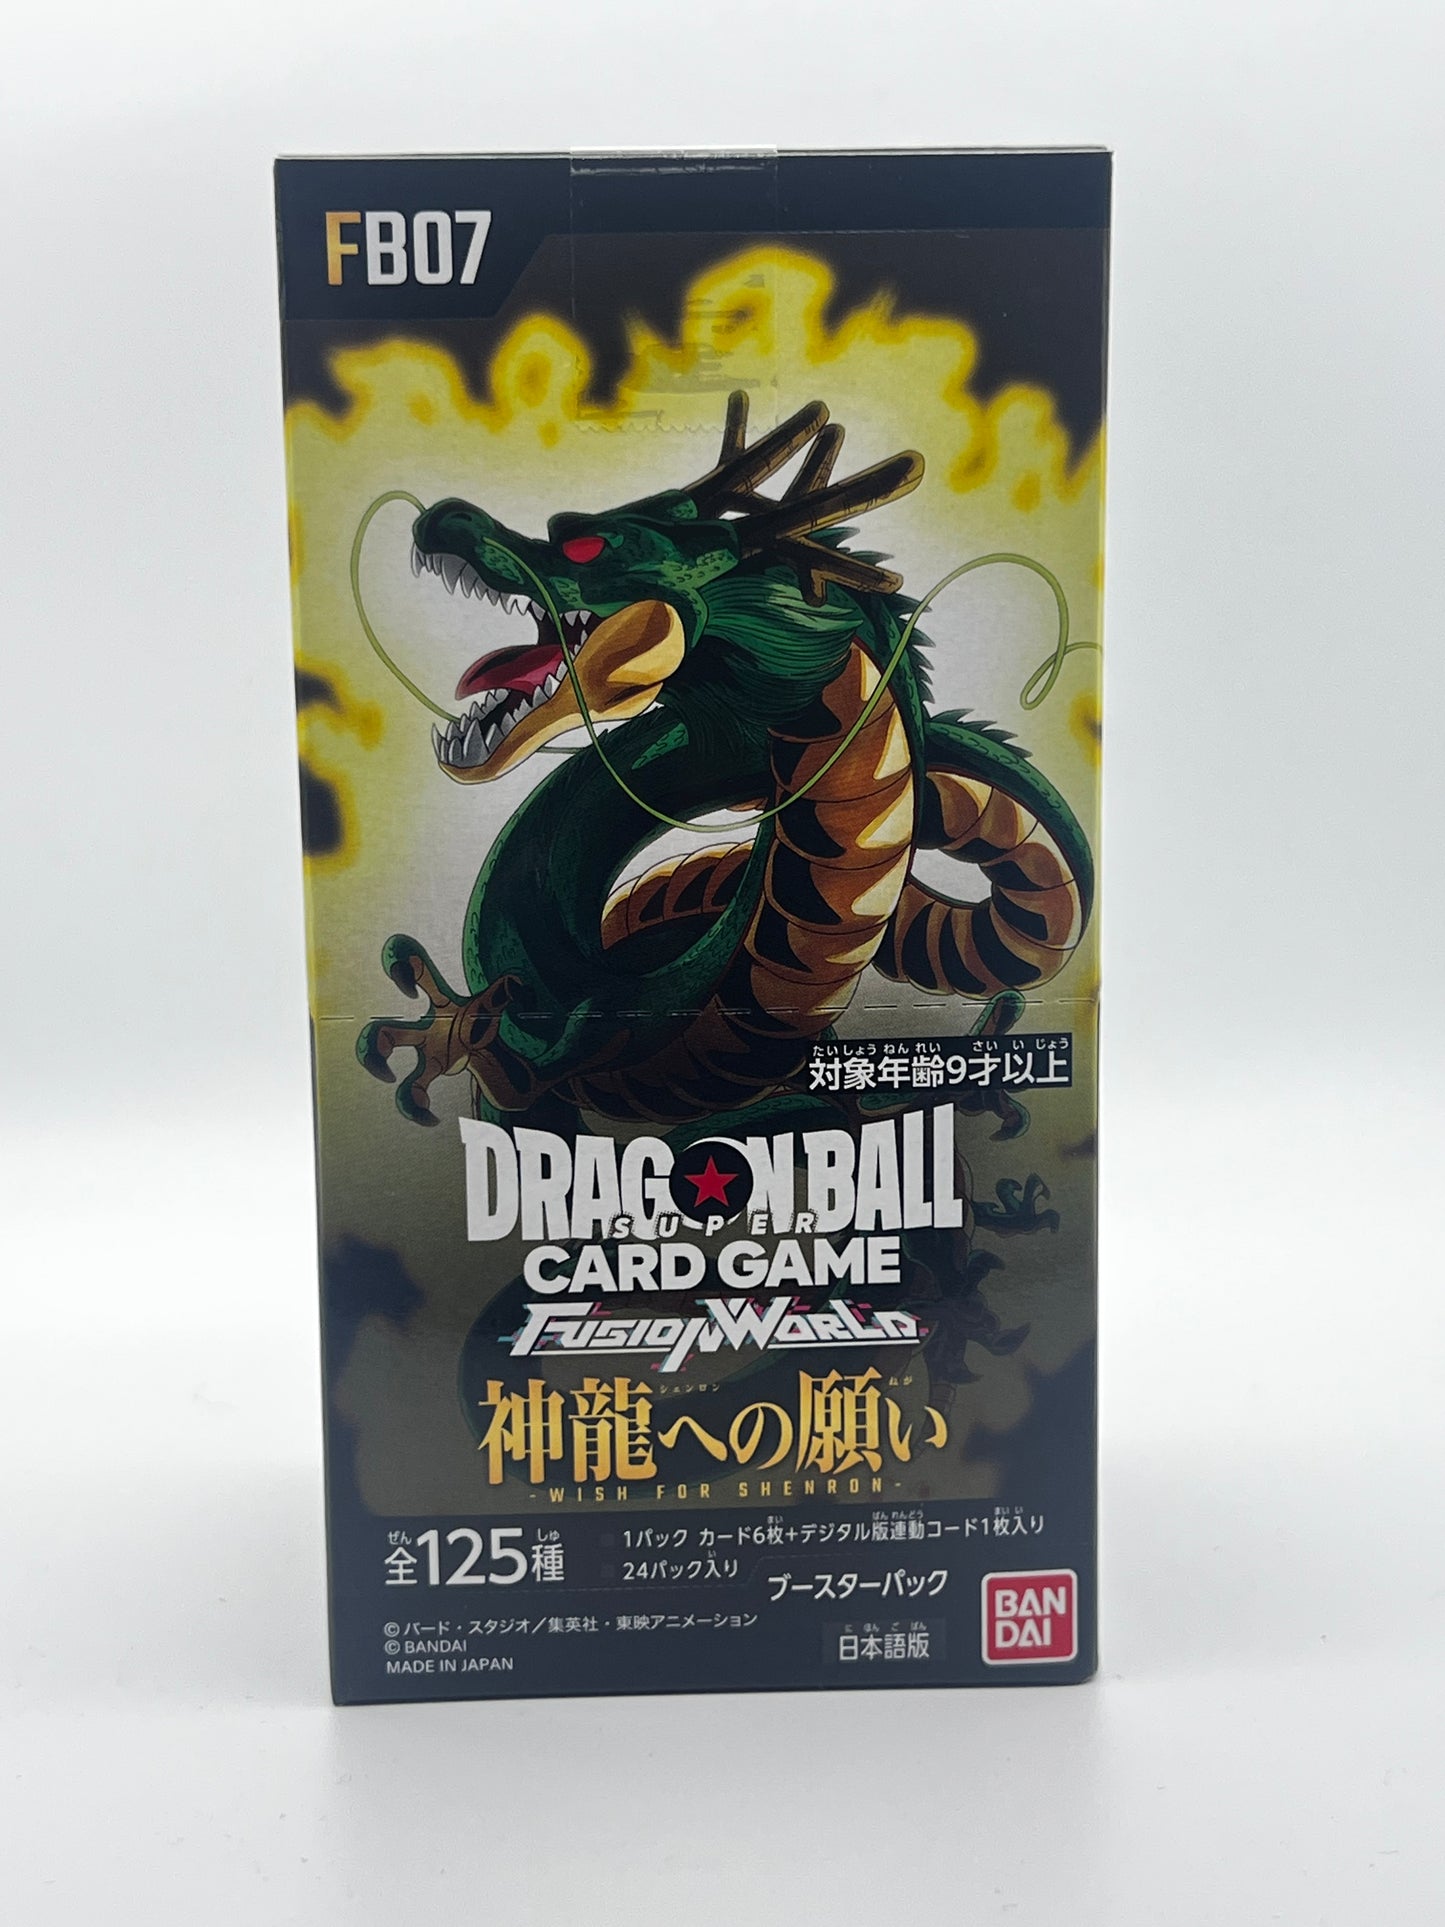 FB07
たいしょうねんれい さいいじょう
対象年齢9才以上
DRAGON BALL
SUPER
CARD GAME
FUSION WORLD
シェンロン ねが
神龍への願い
-WISH FOR SHENRON-
ぜん しゅ
全125種
まい ばんれんどう まいい
1パック カード6枚+デジタル版連動コード1枚入り
い
24パック入り
ブースターパック
©バード・スタジオ/集英社・東映アニメーション
©BANDAI
MADE IN JAPAN
にほんごばん
日本語版
BAN
DAI